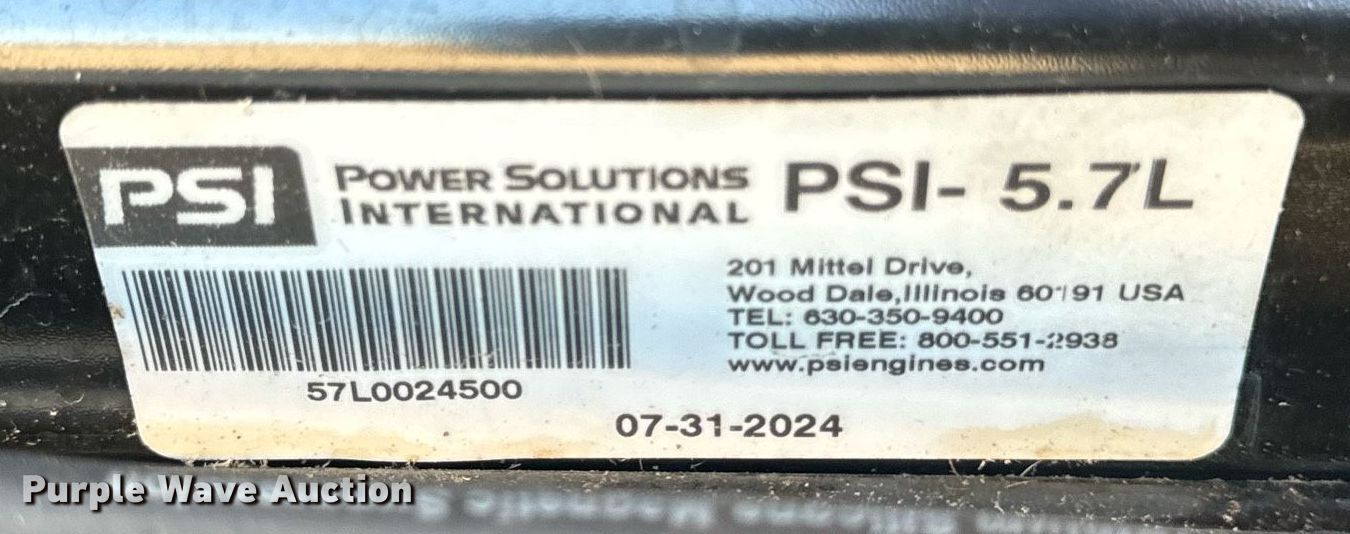 PSI
POWER SOLUTIONS
INTERNATIONAL
PSI- 5.7L
201 Mittel Drive,
Wood Dale,Illinois 60191 USA
TEL: 630-350-9400
TOLL FREE: 800-551-2938
www.psiengines.com
57L0024500
07-31-2024
Purple Wave Auction